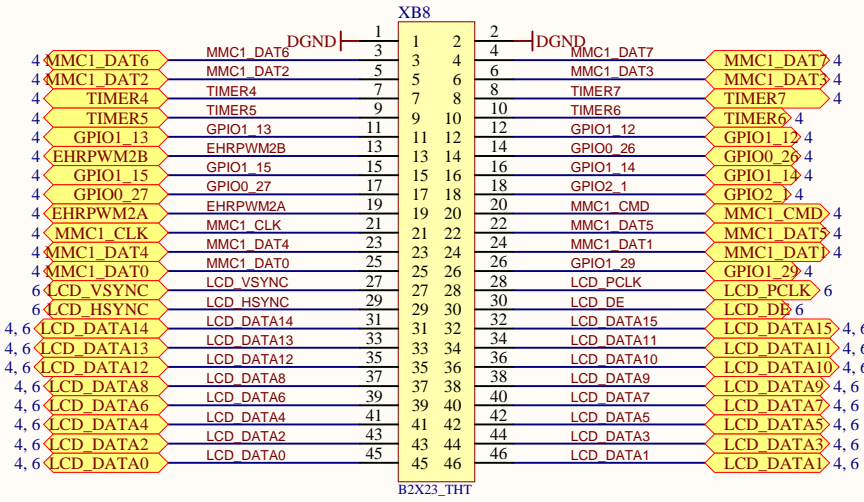 XB8
DGND 1 1 2 2 DGND
4 MMC1_DAT6 MMC1_DAT6 3 3 4 4 MMC1_DAT7 MMC1_DAT7 4
4 MMC1_DAT2 MMC1_DAT2 5 5 6 6 MMC1_DAT3 MMC1_DAT3 4
4 TIMER4 TIMER4 7 7 8 8 TIMER7 TIMER7 4
4 TIMER5 TIMER5 9 9 10 10 TIMER6 TIMER6 4
4 GPIO1_13 GPIO1_13 11 11 12 12 GPIO1_12 GPIO1_12 4
4 EHRPWM2B EHRPWM2B 13 13 14 14 GPIO0_26 GPIO0_26 4
4 GPIO1_15 GPIO1_15 15 15 16 16 GPIO1_14 GPIO1_14 4
4 GPIO0_27 GPIO0_27 17 17 18 18 GPIO2_1 GPIO2_1 4
4 EHRPWM2A EHRPWM2A 19 19 20 20 MMC1_CMD MMC1_CMD 4
4 MMC1_CLK MMC1_CLK 21 21 22 22 MMC1_DAT5 MMC1_DAT5 4
4 MMC1_DAT4 MMC1_DAT4 23 23 24 24 MMC1_DAT1 MMC1_DAT1 4
4 MMC1_DAT0 MMC1_DAT0 25 25 26 26 GPIO1_29 GPIO1_29 4
6 LCD_VSYNC LCD_VSYNC 27 27 28 28 LCD_PCLK LCD_PCLK 6
6 LCD_HSYNC LCD_HSYNC 29 29 30 30 LCD_DE LCD_DE 6
4, 6 LCD_DATA14 LCD_DATA14 31 31 32 32 LCD_DATA15 LCD_DATA15 4, 6
4, 6 LCD_DATA13 LCD_DATA13 33 33 34 34 LCD_DATA11 LCD_DATA11 4, 6
4, 6 LCD_DATA12 LCD_DATA12 35 35 36 36 LCD_DATA10 LCD_DATA10 4, 6
4, 6 LCD_DATA8 LCD_DATA8 37 37 38 38 LCD_DATA9 LCD_DATA9 4, 6
4, 6 LCD_DATA6 LCD_DATA6 39 39 40 40 LCD_DATA7 LCD_DATA7 4, 6
4, 6 LCD_DATA4 LCD_DATA4 41 41 42 42 LCD_DATA5 LCD_DATA5 4, 6
4, 6 LCD_DATA2 LCD_DATA2 43 43 44 44 LCD_DATA3 LCD_DATA3 4, 6
4, 6 LCD_DATA0 LCD_DATA0 45 45 46 46 LCD_DATA1 LCD_DATA1 4, 6
B2X23_THT